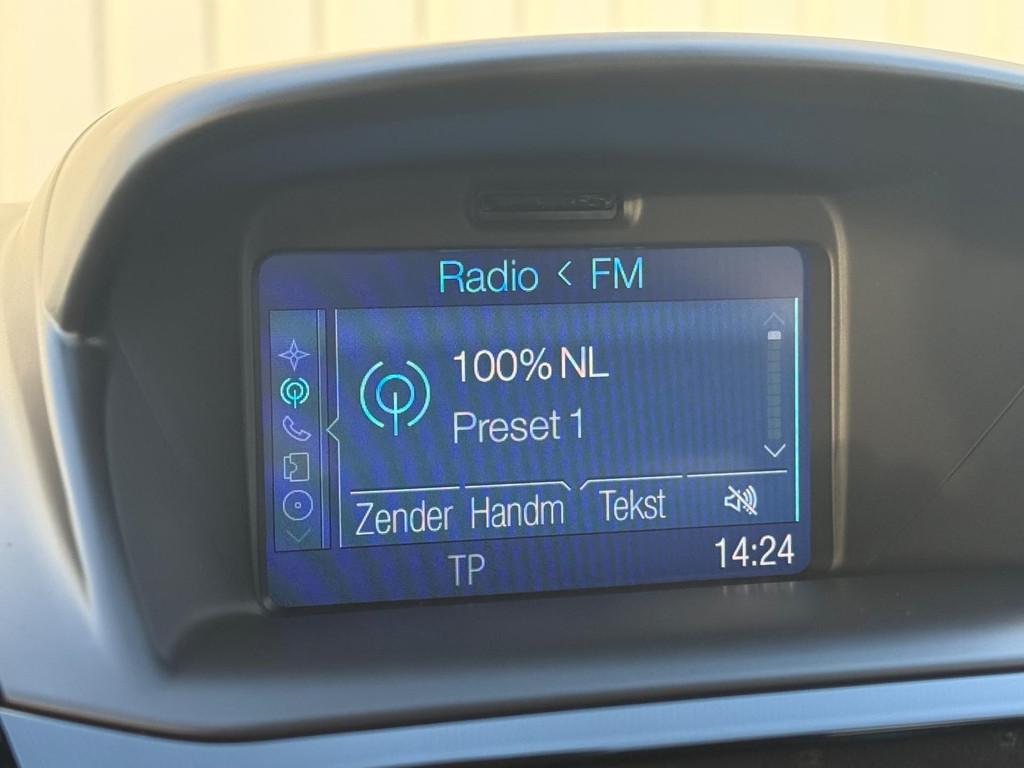 Radio < FM
100% NL
Preset 1
Zender Handm Tekst
TP 14:24